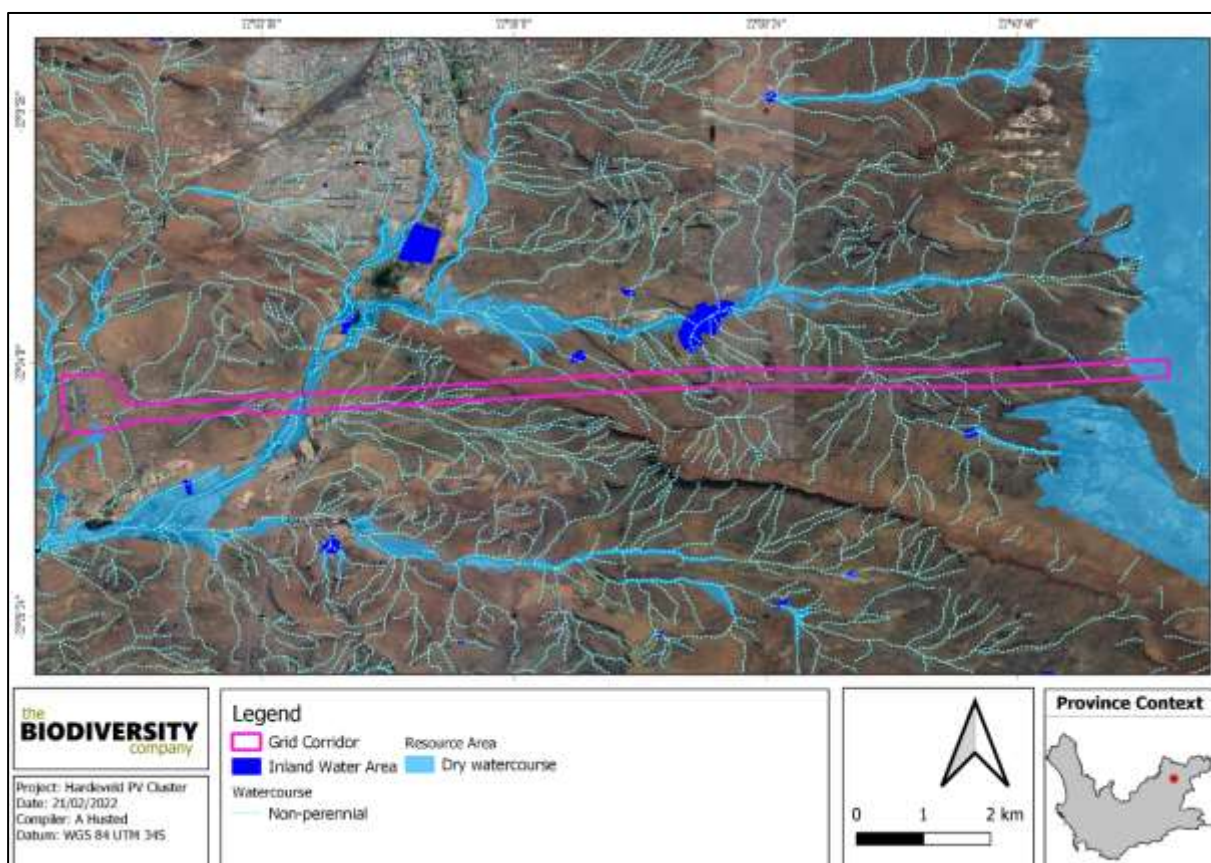 the
BIODIVERSITY
company
Project: Hardeveld PV Cluster
Date: 21/02/2022
Compiler: A Husted
Datum: WGS 84 UTM 34S
Legend
Grid Corridor
Inland Water Area
Watercourse
Non-perennial
Resource Area
Dry watercourse
0 1 2 km
Province Context